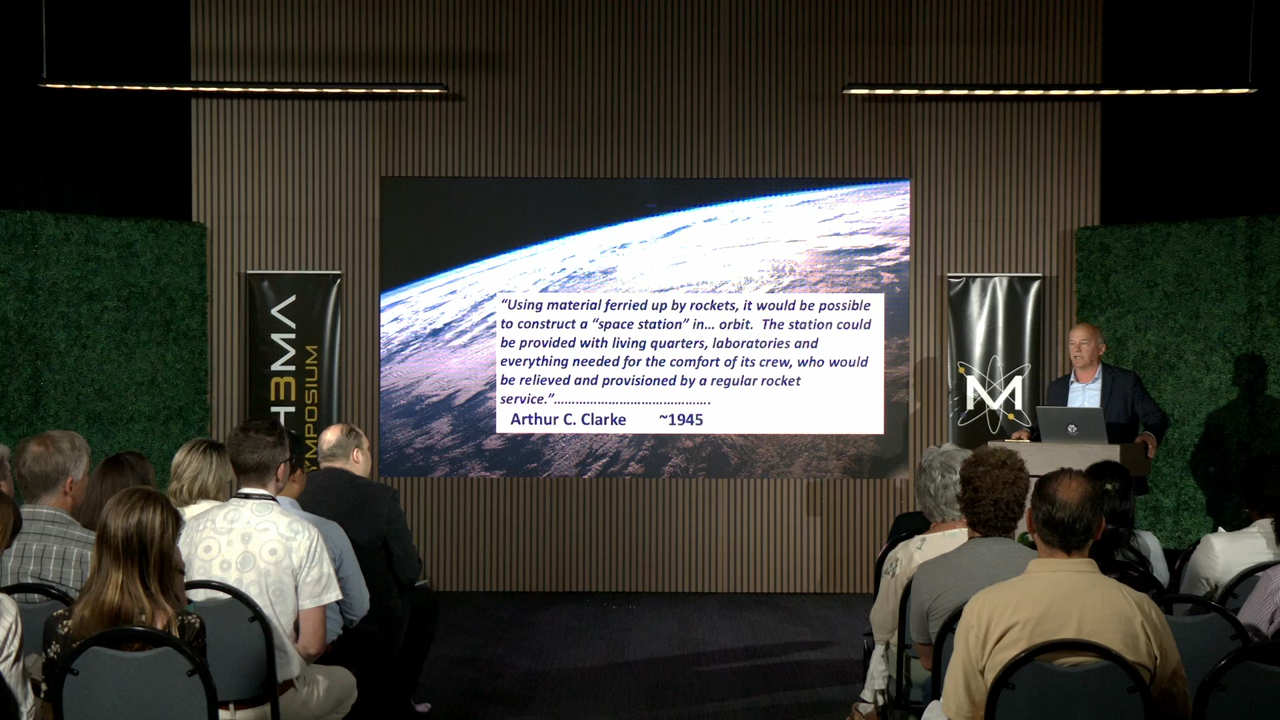 “Using material ferried up by rockets, it would be possible
to construct a “space station” in… orbit. The station could
be provided with living quarters, laboratories and
everything needed for the comfort of its crew, who would
be relieved and provisioned by a regular rocket
service.”……………………………………
Arthur C. Clarke ~1945
H3MA
YMPOSIUM
M